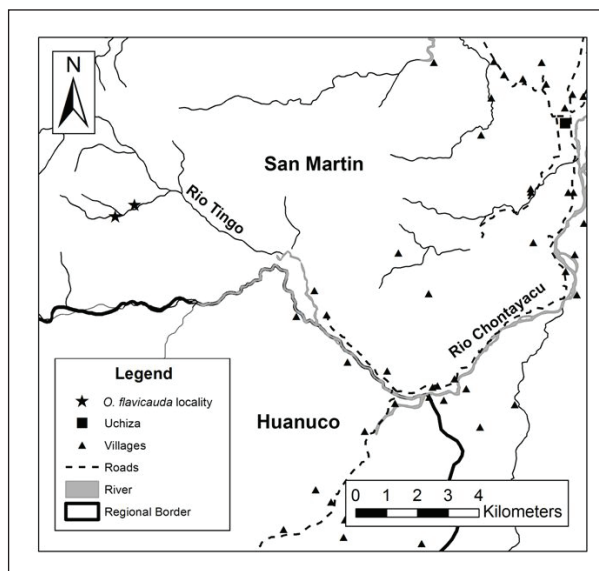 N
San Martin
Rio Tingo
Rio Chontayacu
Huanuco
Legend
O. flavicauda locality
Uchiza
Villages
Roads
River
Regional Border
0 1 2 3 4
Kilometers